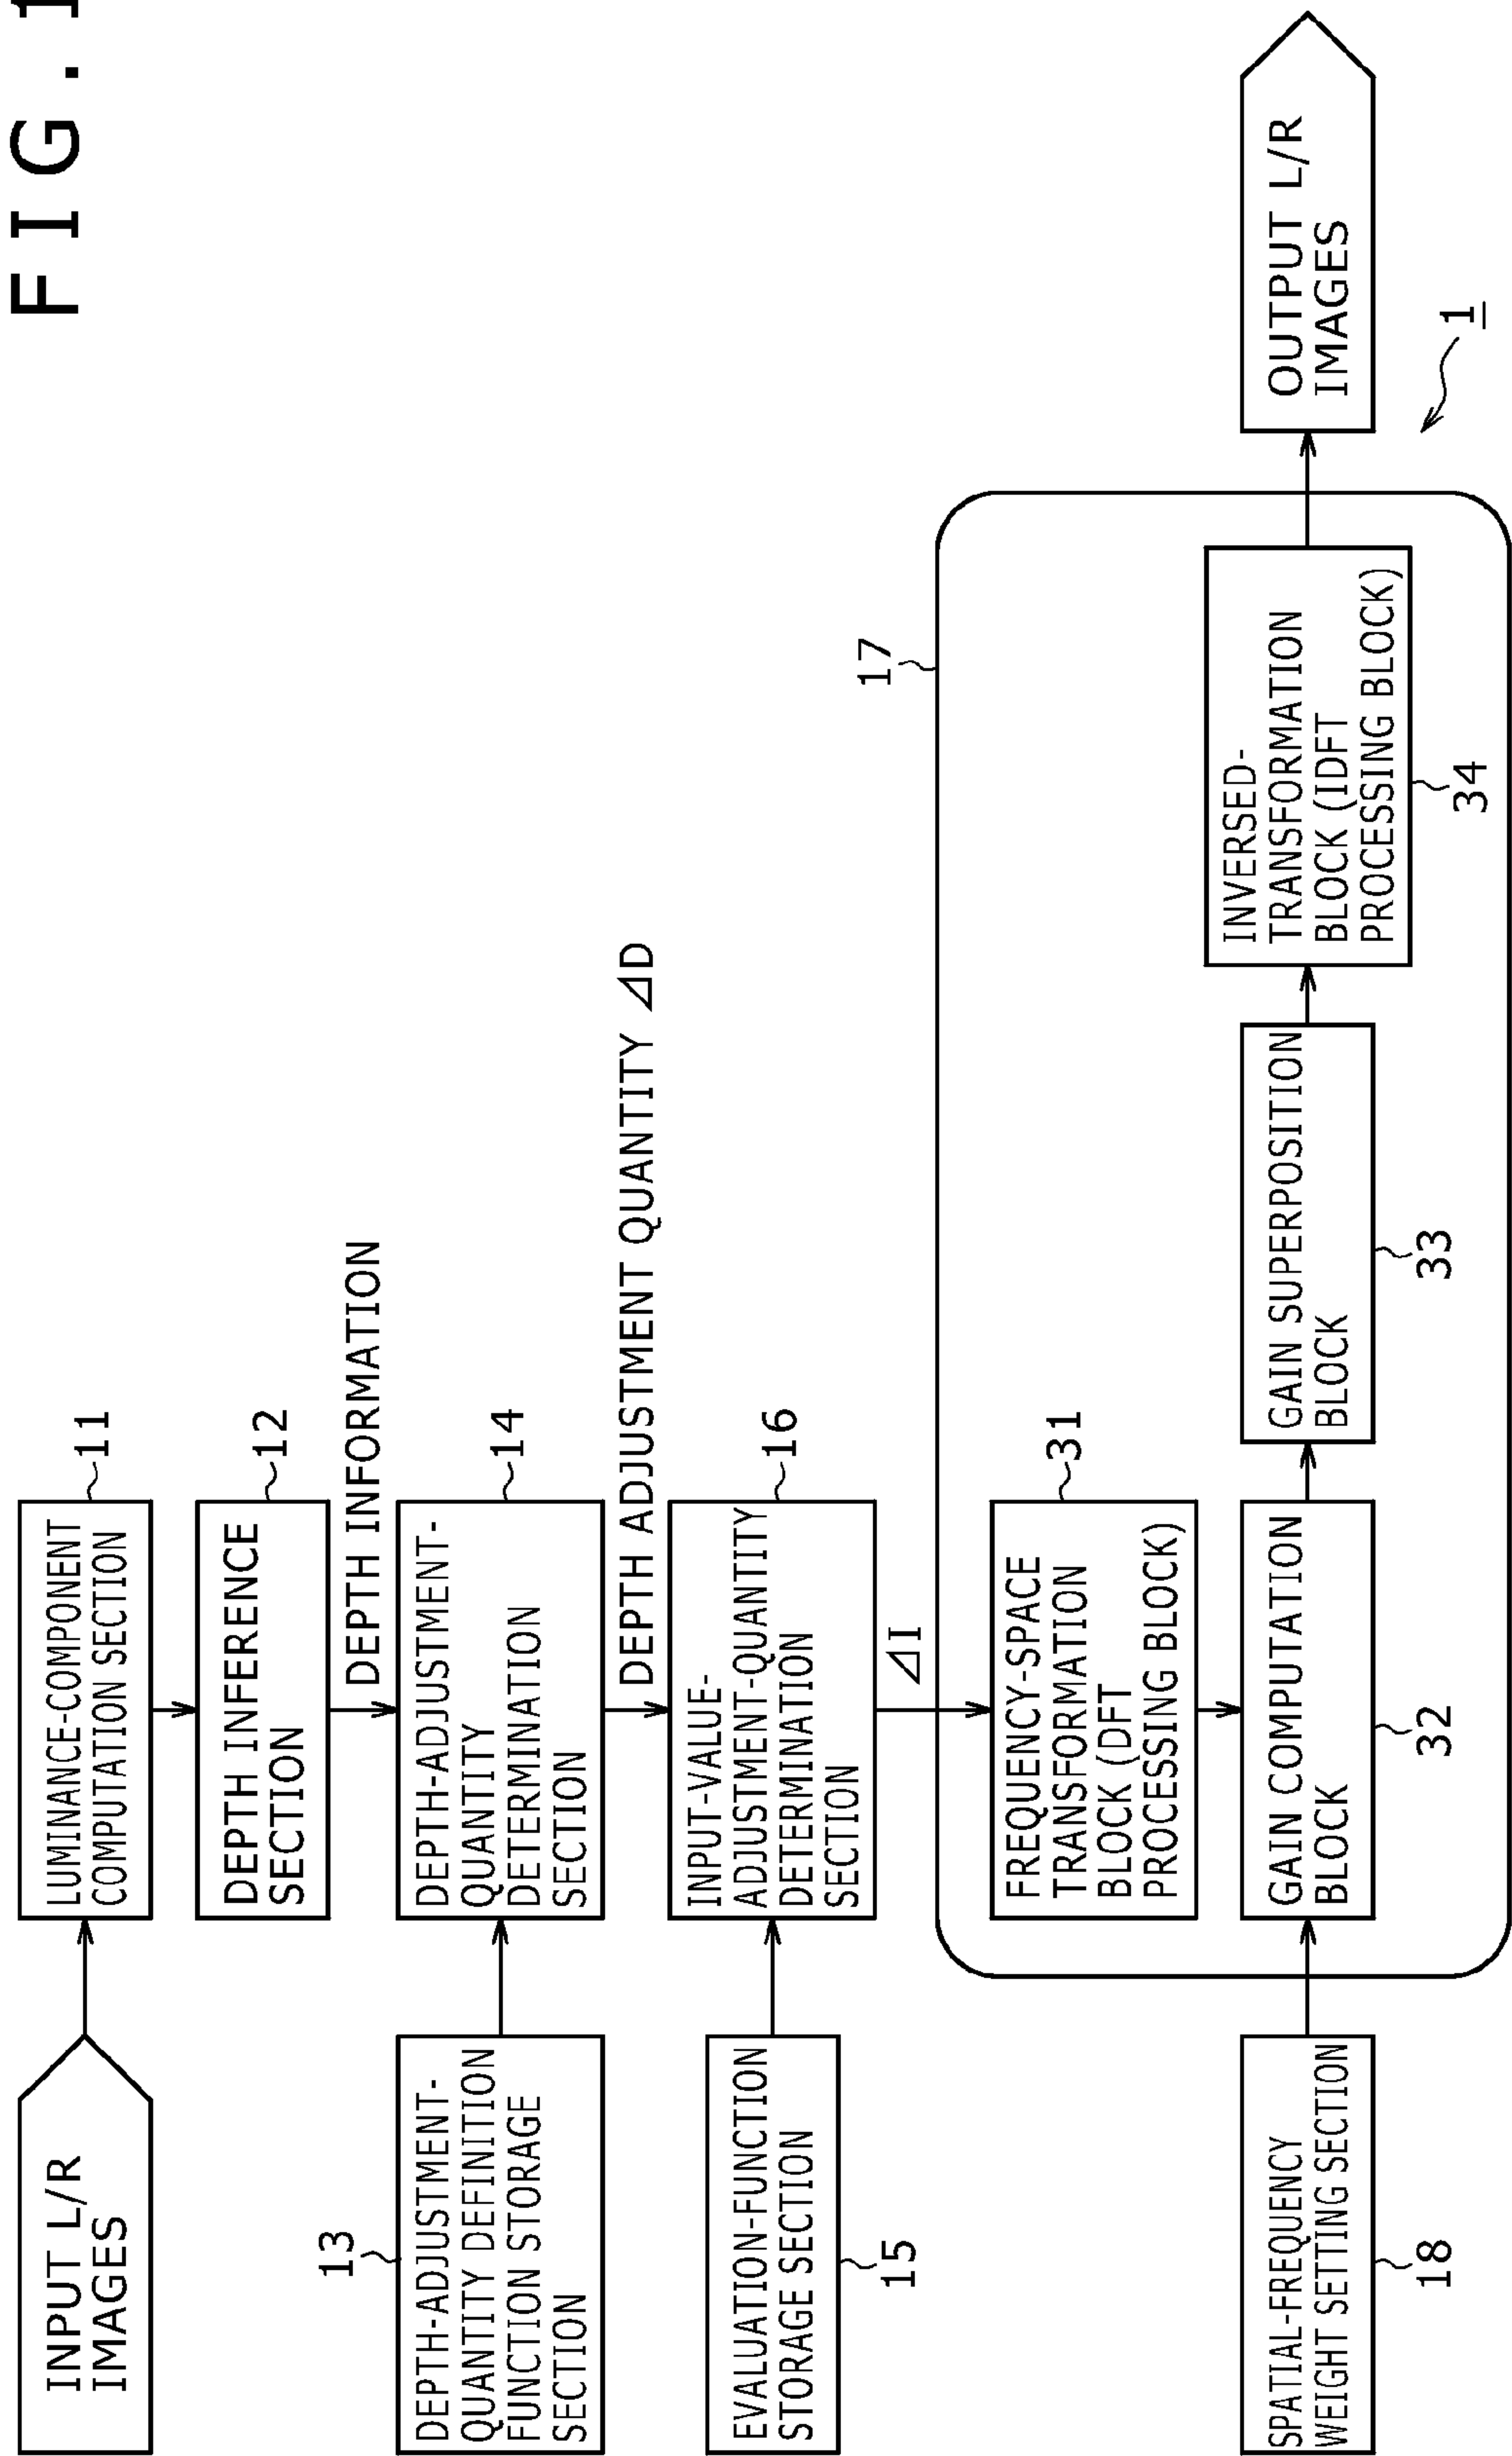 FIG. 1
INPUT L/R
IMAGES
LUMINANCE-COMPONENT
COMPUTATION SECTION
11
DEPTH INFERENCE
SECTION
12
DEPTH INFORMATION
13
DEPTH-ADJUSTMENT-
QUANTITY DEFINITION
FUNCTION STORAGE
SECTION
DEPTH-ADJUSTMENT-
QUANTITY
DETERMINATION
SECTION
14
DEPTH ADJUSTMENT QUANTITY ⊿D
EVALUATION-FUNCTION
STORAGE SECTION
15
INPUT-VALUE-
ADJUSTMENT-QUANTITY
DETERMINATION
SECTION
16
⊿I
17
FREQUENCY-SPACE
TRANSFORMATION
BLOCK (DFT
PROCESSING BLOCK)
31
SPATIAL-FREQUENCY
WEIGHT SETTING SECTION
18
GAIN COMPUTATION
BLOCK
32
GAIN SUPERPOSITION
BLOCK
33
INVERSED-
TRANSFORMATION
BLOCK (IDFT
PROCESSING BLOCK)
34
OUTPUT L/R
IMAGES
1